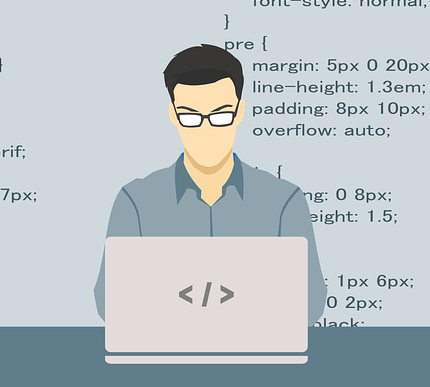 font-style: normal;
}
pre {
margin: 5px 0 20px
}
line-height: 1.3em;
padding: 8px 10px;
overflow: auto;
rif;
{
7px;
ng: 0 8px;
eight: 1.5;
: 1px 6px;
0 2px;
black;
</>